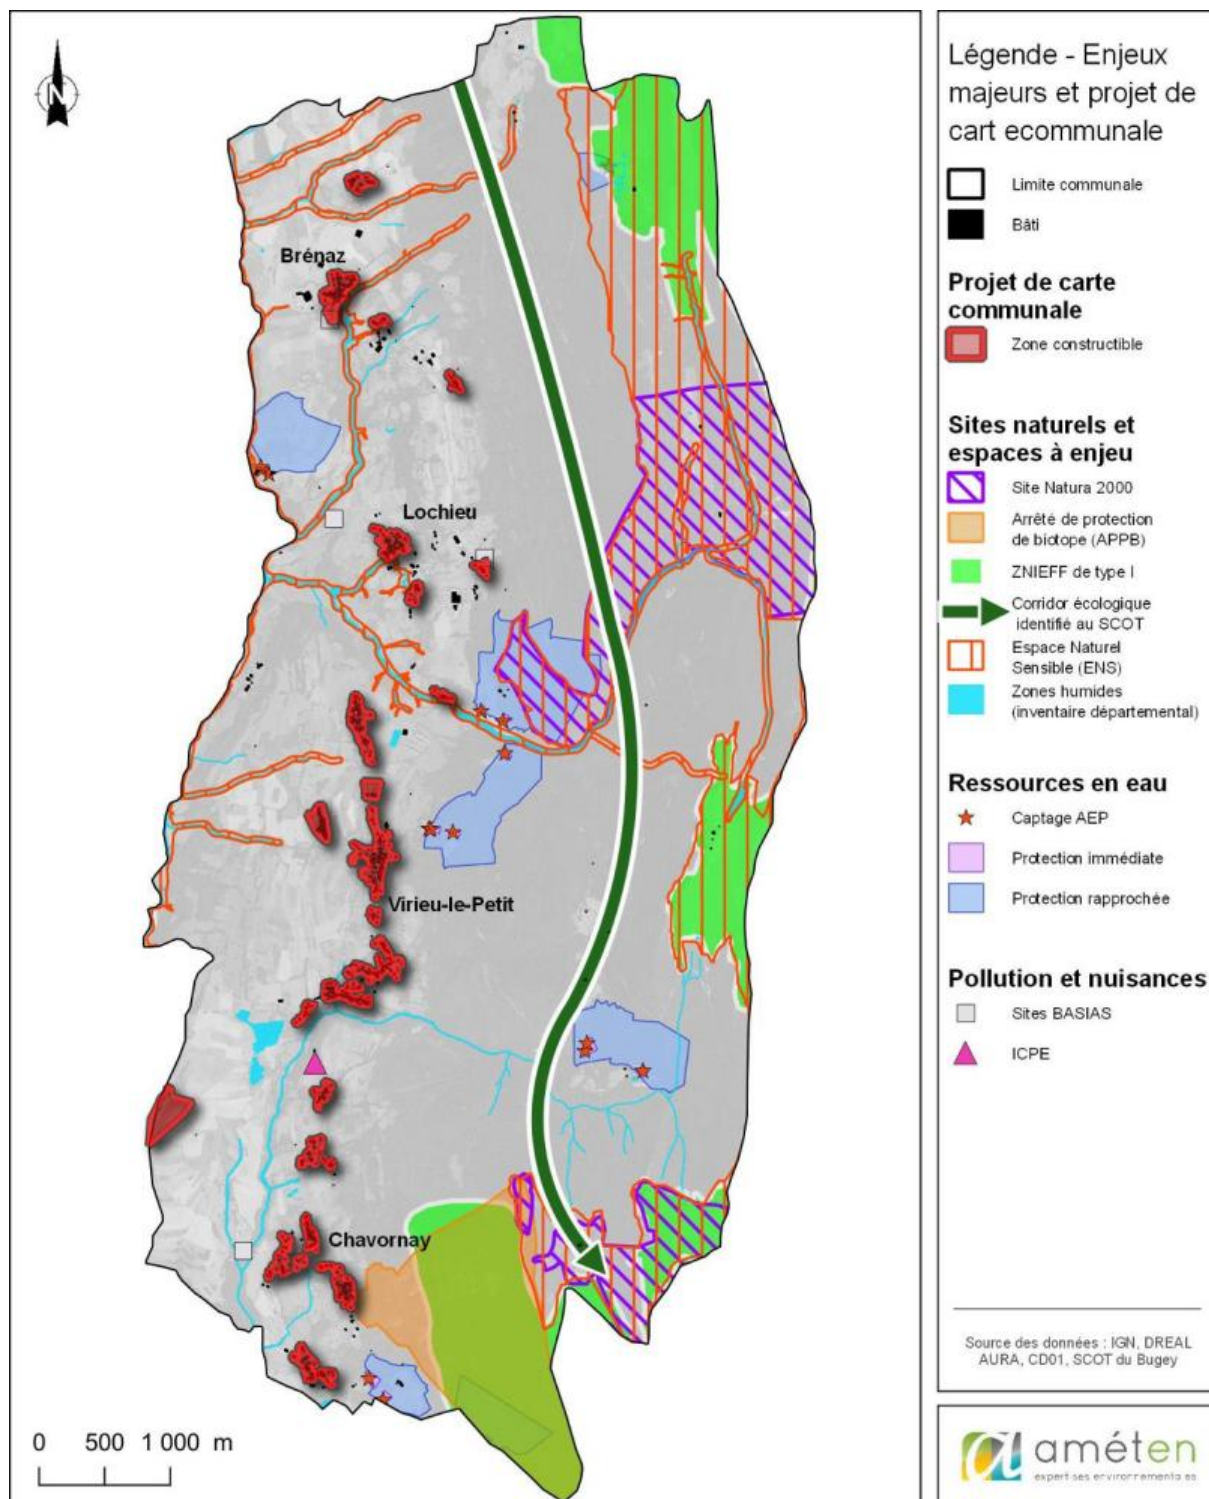 N
Brénaz
Lochieu
Virieu-le-Petit
Chavornay
0 500 1 000 m
Légende - Enjeux
majeurs et projet de
cart ecommunale
Limite communale
Bâti
Projet de carte
communale
Zone constructible
Sites naturels et
espaces à enjeu
Site Natura 2000
Arrêté de protection
de biotope (APPB)
ZNIEFF de type I
Corridor écologique
identifié au SCOT
Espace Naturel
Sensible (ENS)
Zones humides
(inventaire départemental)
Ressources en eau
Captage AEP
Protection immédiate
Protection rapprochée
Pollution et nuisances
Sites BASIAS
ICPE
Source des données : IGN, DREAL
AURA, CD01, SCOT du Bugey
a améten
expertises environnementales